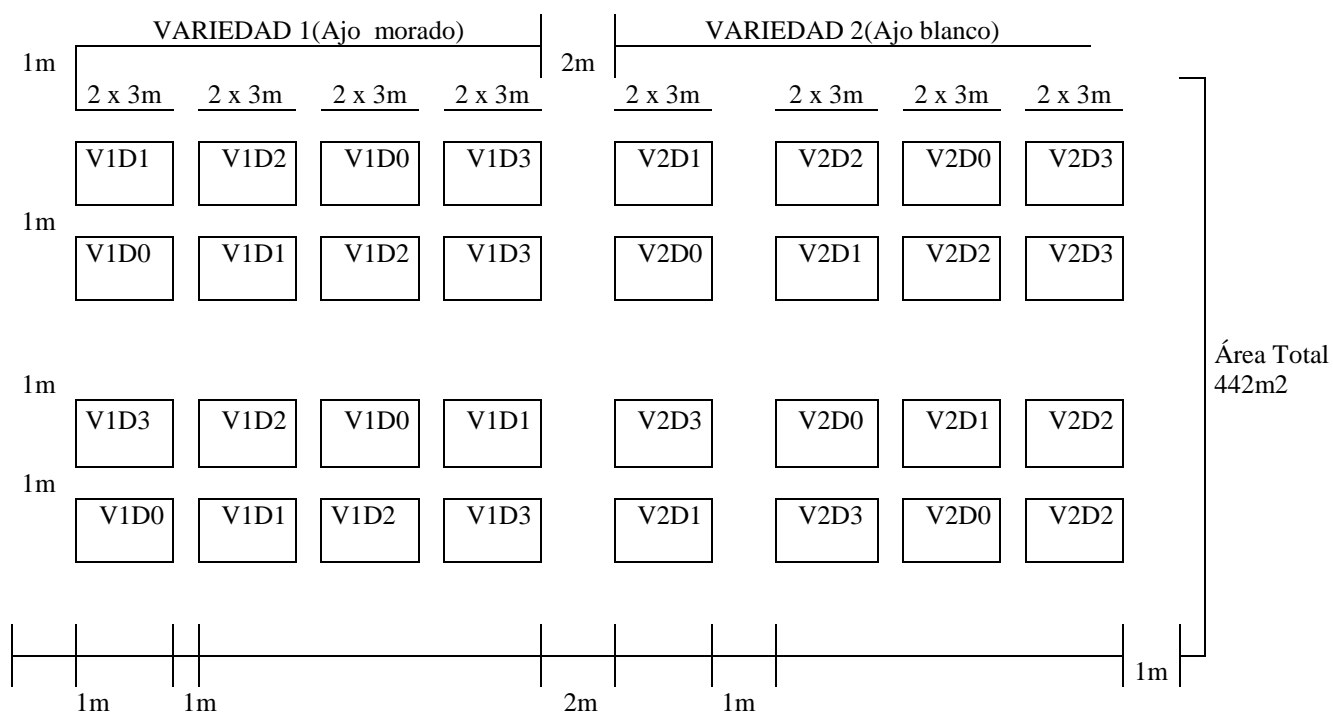 VARIEDAD 1(Ajo morado) VARIEDAD 2(Ajo blanco)
1m 2m
2 x 3m 2 x 3m 2 x 3m 2 x 3m 2 x 3m 2 x 3m 2 x 3m 2 x 3m
V1D1 V1D2 V1D0 V1D3 V2D1 V2D2 V2D0 V2D3
1m
V1D0 V1D1 V1D2 V1D3 V2D0 V2D1 V2D2 V2D3
Área Total
442m2
1m
V1D3 V1D2 V1D0 V1D1 V2D3 V2D0 V2D1 V2D2
1m
V1D0 V1D1 V1D2 V1D3 V2D1 V2D3 V2D0 V2D2
1m
1m 1m 2m 1m